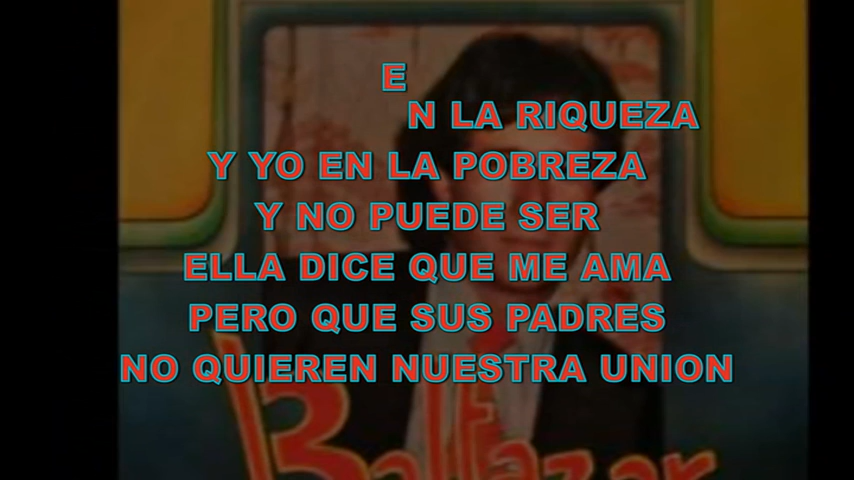 E
N LA RIQUEZA
Y YO EN LA POBREZA
Y NO PUEDE SER
ELLA DICE QUE ME AMA
PERO QUE SUS PADRES
NO QUIEREN NUESTRA UNION
Baltazar